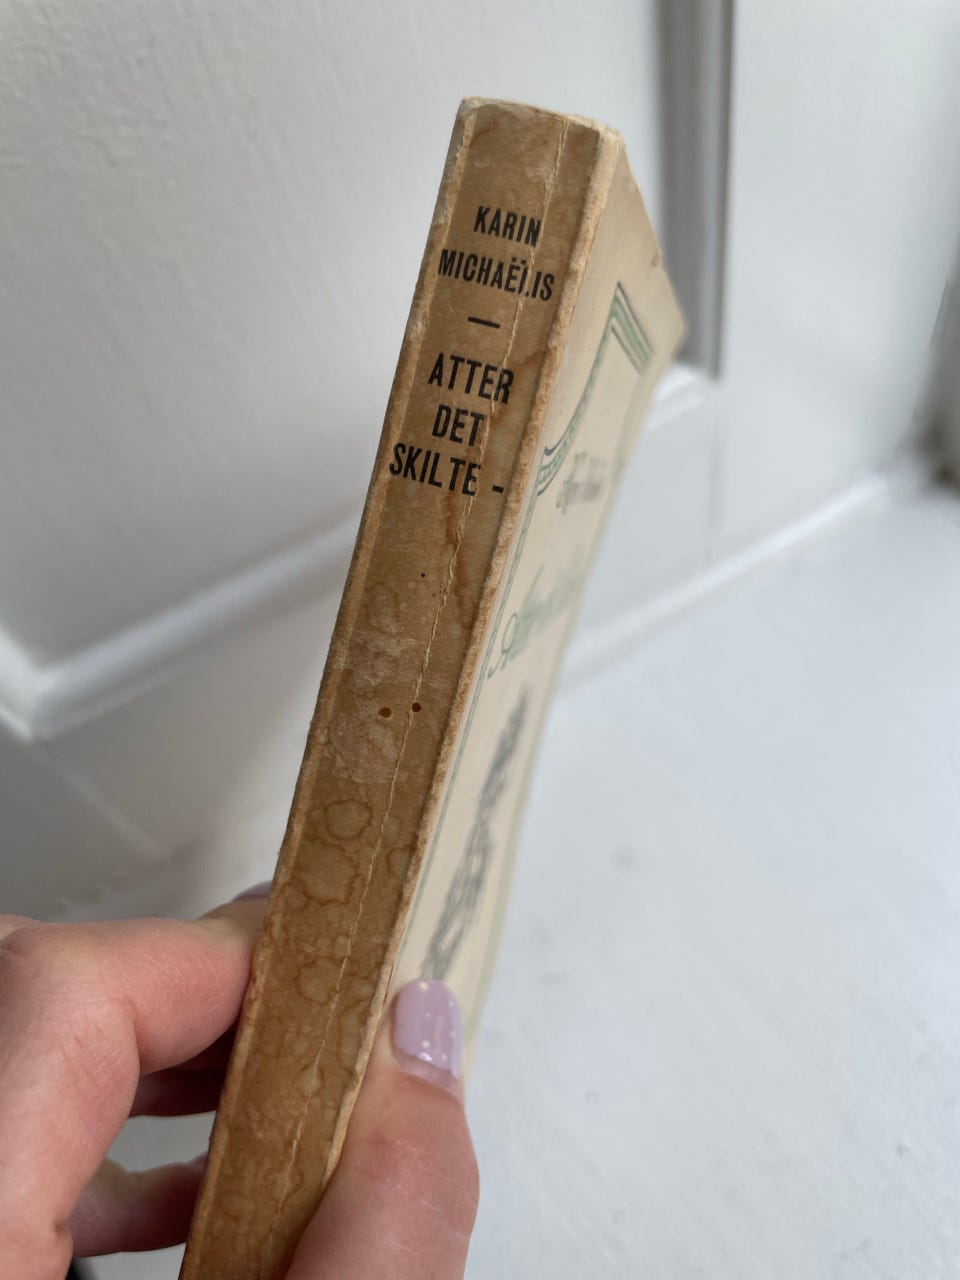 KARIN
MICHAËLIS
—
ATTER
DET
SKILTE -